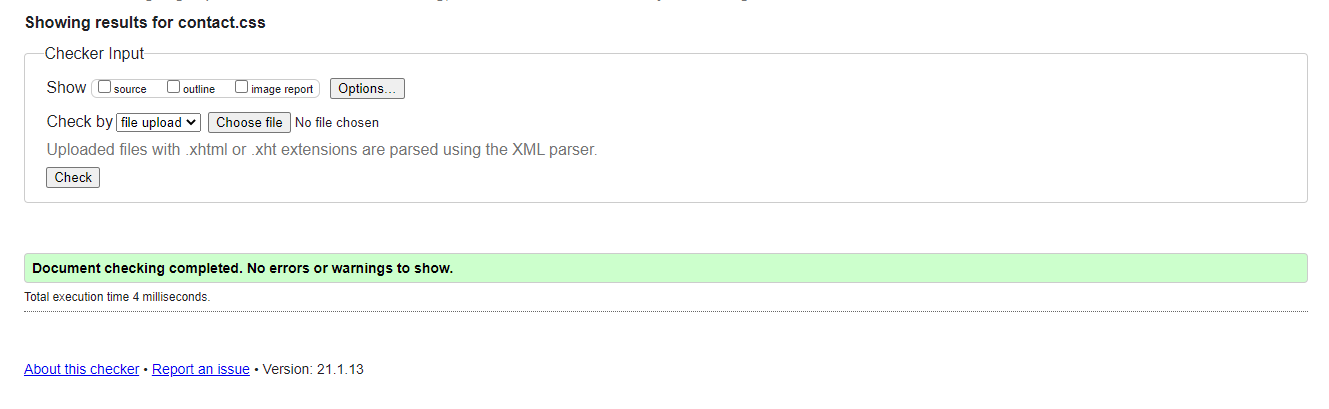 Showing results for contact.css
Checker Input
Show source outline image report Options...
Check by file upload Choose file No file chosen
Uploaded files with .xhtml or .xht extensions are parsed using the XML parser.
Check
Document checking completed. No errors or warnings to show.
Total execution time 4 milliseconds.
About this checker • Report an issue • Version: 21.1.13